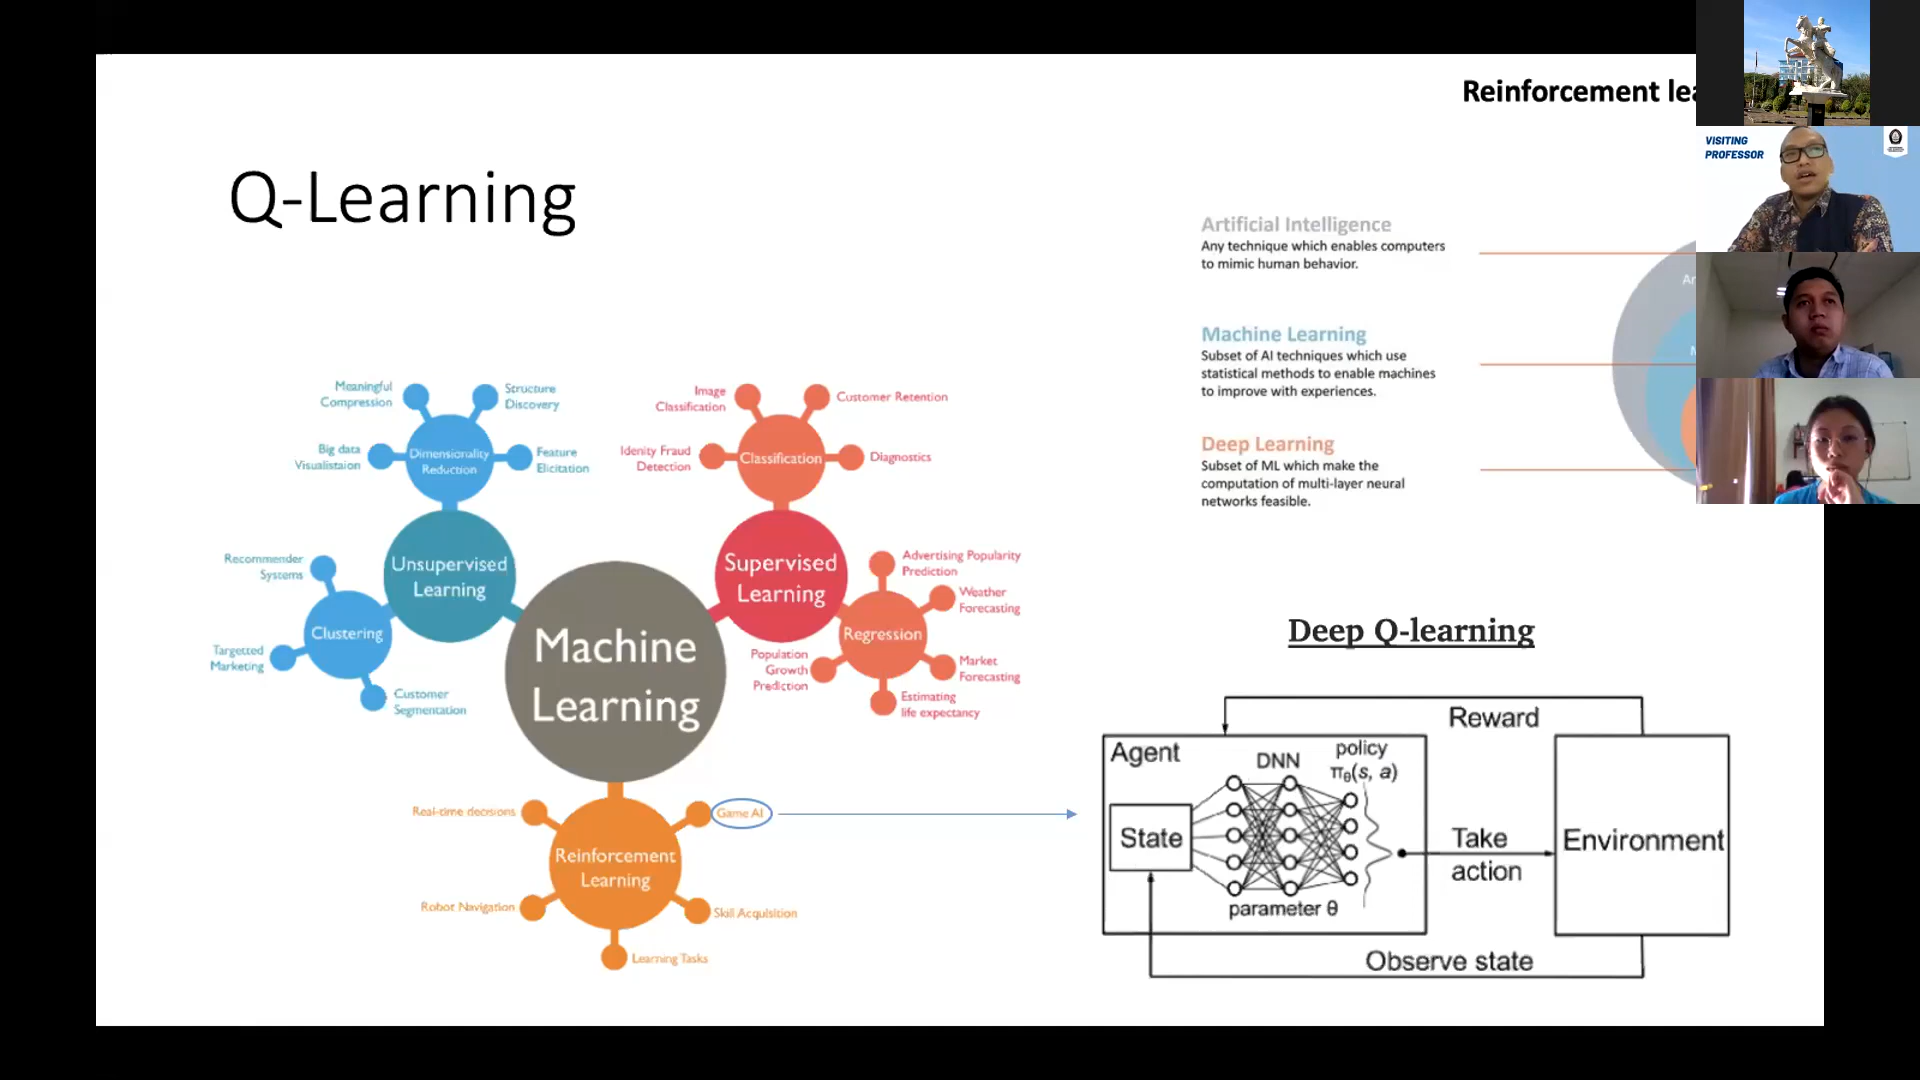 Reinforcement lea
VISITING
PROFESSOR
Q-Learning
Artificial Intelligence
Any technique which enables computers
to mimic human behavior.
Machine Learning
Subset of AI techniques which use
statistical methods to enable machines
to improve with experiences.
Deep Learning
Subset of ML which make the
computation of multi-layer neural
networks feasible.
Meaningful
Compression
Structure
Discovery
Big data
Visualistaion
Dimensionality
Reduction
Feature
Elicitation
Image
Classification
Customer Retention
Idenity Fraud
Detection
Classification
Diagnostics
Recommender
Systems
Unsupervised
Learning
Clustering
Targetted
Marketing
Customer
Segmentation
Supervised
Learning
Advertising Popularity
Prediction
Weather
Forecasting
Regression
Population
Growth
Prediction
Market
Forecasting
Estimating
life expectancy
Machine
Learning
Real-time decisions
Game AI
Reinforcement
Learning
Robot Navigation
Skill Acquisition
Learning Tasks
Deep Q-learning
Reward
Agent
DNN
policy
πθ(s, a)
State
Take
action
Environment
parameter θ
Observe state